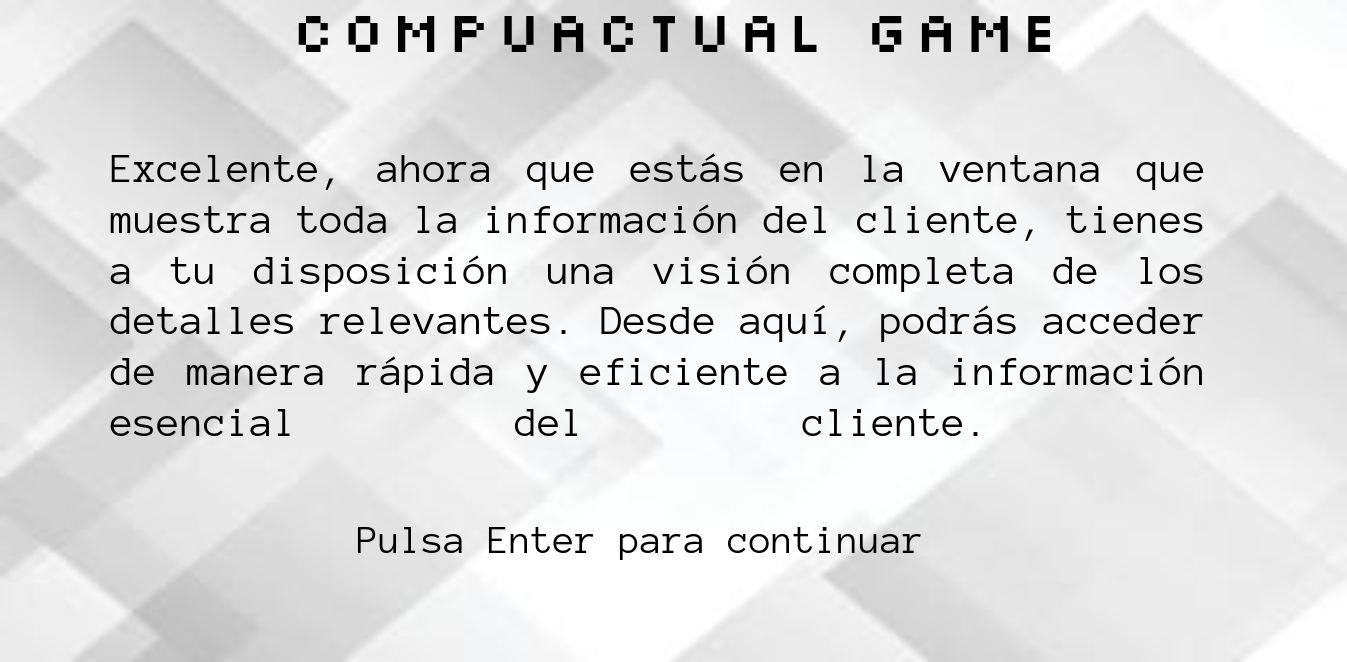 COMPUACTUAL GAME
Excelente, ahora que estás en la ventana que
muestra toda la información del cliente, tienes
a tu disposición una visión completa de los
detalles relevantes. Desde aquí, podrás acceder
de manera rápida y eficiente a la información
esencial del cliente.
Pulsa Enter para continuar